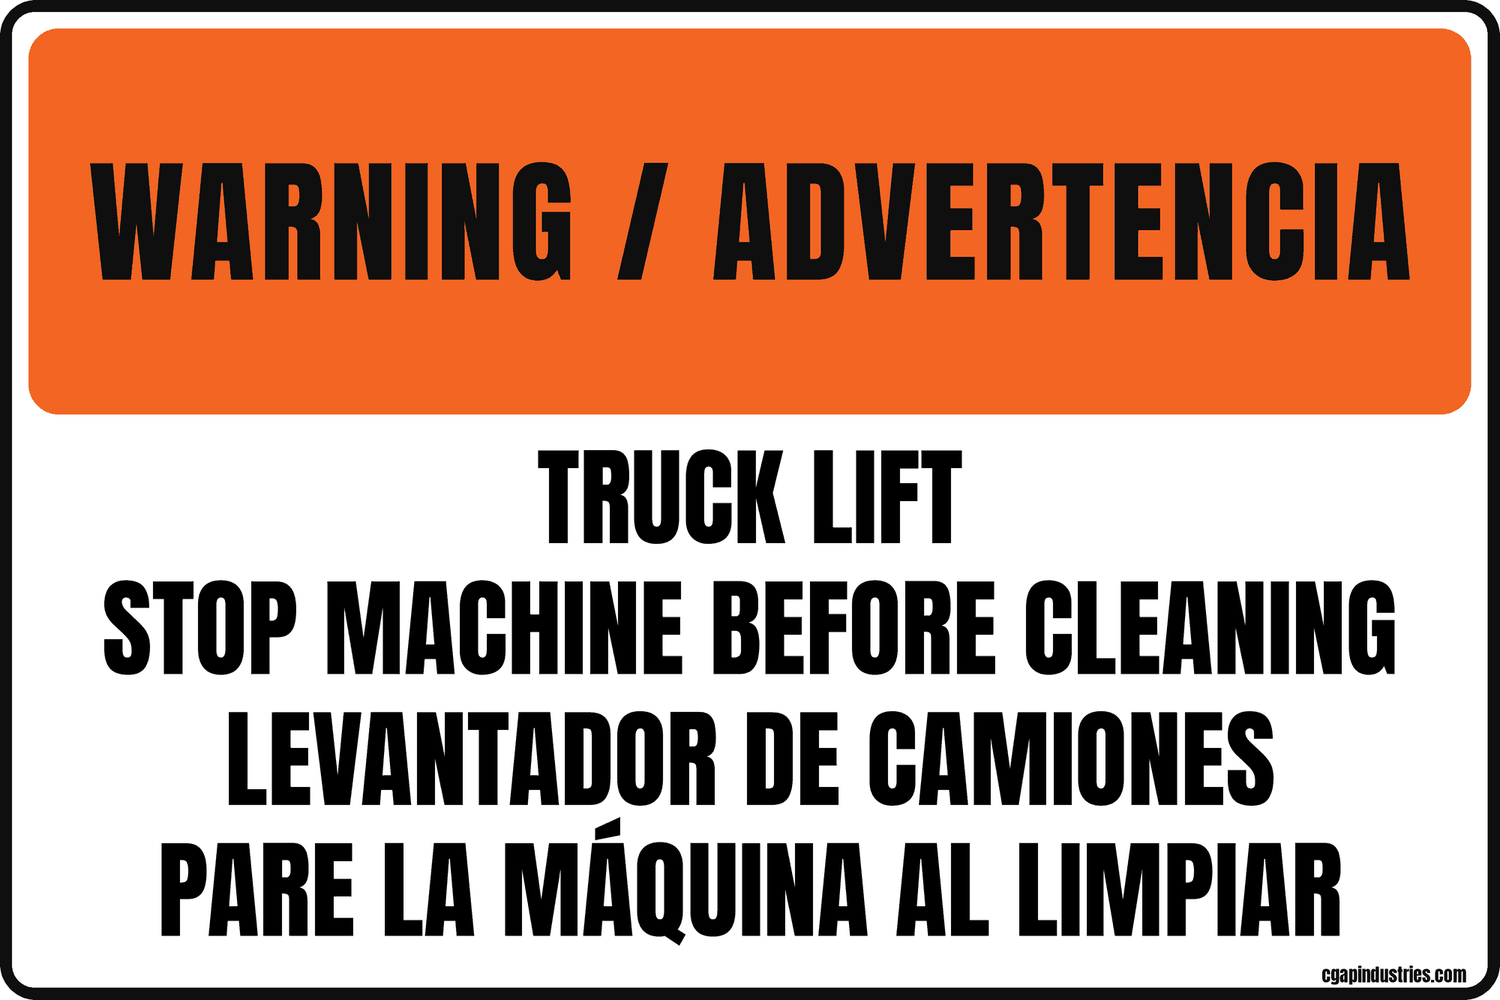 WARNING / ADVERTENCIA
TRUCK LIFT
STOP MACHINE BEFORE CLEANING
LEVANTADOR DE CAMIONES
PARE LA MÁQUINA AL LIMPIAR
cgapindustries.com